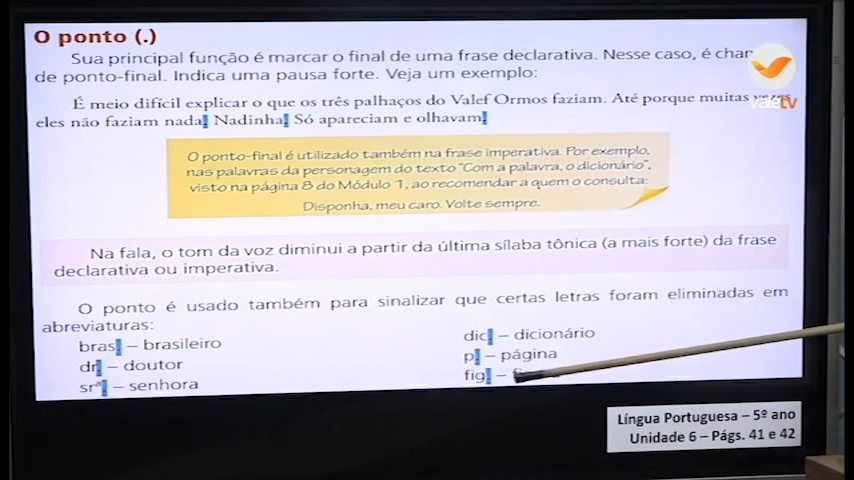 O ponto (.)
Sua principal função é marcar o final de uma frase declarativa. Nesse caso, é
de ponto-final. Indica uma pausa forte. Veja um exemplo:
É meio difícil explicar o que os três palhaços do Valef Ormos faziam. Até porque muitas vezes
eles não faziam nada. Nadinha. Só apareciam e olhavam.
O ponto-final é utilizado também na frase imperativa. Por exemplo,
nas palavras da personagem do texto "Com a palavra, o dicionário",
visto na página 8 do Módulo 1, ao recomendar a quem o consulta:
Disponha, meu caro. Volte sempre.
Na fala, o tom da voz diminui a partir da última sílaba tônica (a mais forte) da frase
declarativa ou imperativa.
O ponto é usado também para sinalizar que certas letras foram eliminadas em
abreviaturas:
bras. – brasileiro
dr. – doutor
srª. – senhora
dic. – dicionário
p. – página
fig. –
valetv
Língua Portuguesa – 5º ano
Unidade 6 – Págs. 41 e 42